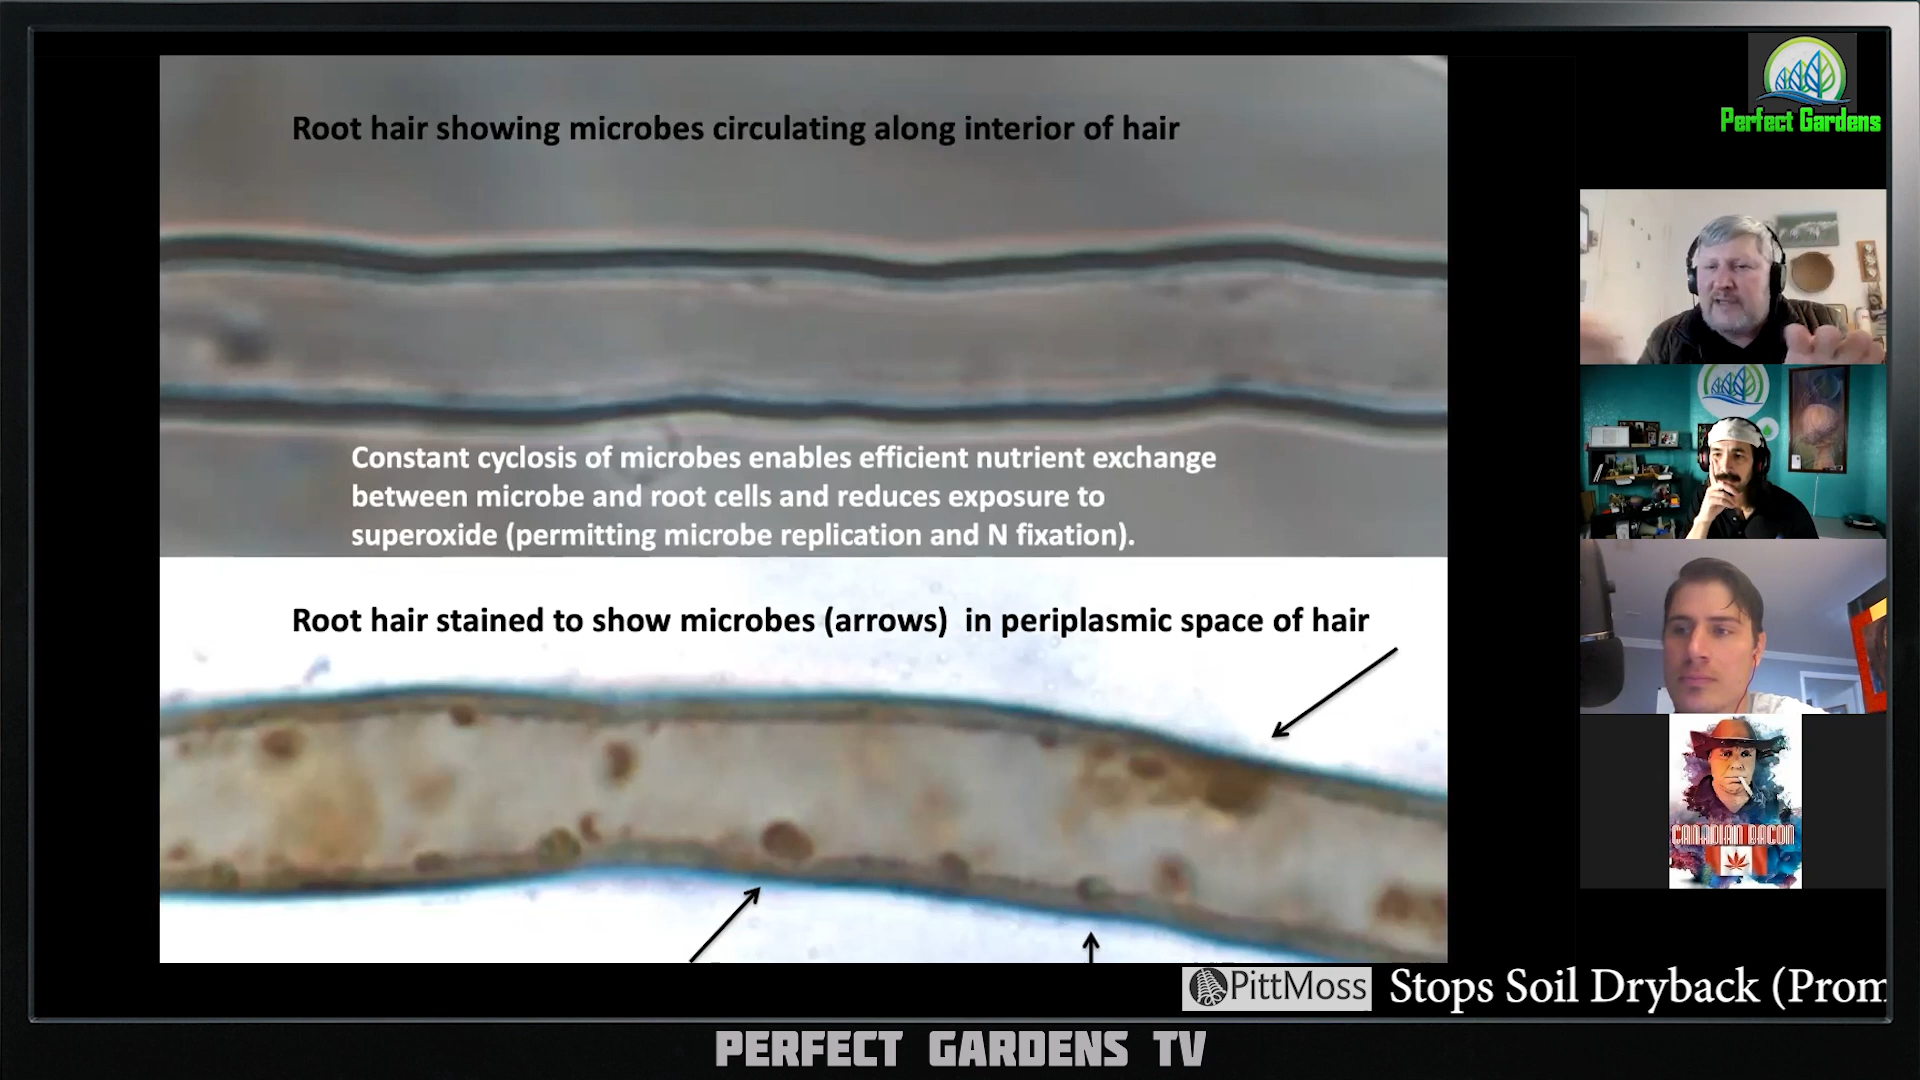 Root hair showing microbes circulating along interior of hair
Constant cyclosis of microbes enables efficient nutrient exchange
between microbe and root cells and reduces exposure to
superoxide (permitting microbe replication and N fixation).
Root hair stained to show microbes (arrows)  in periplasmic space of hair
Perfect Gardens
CANADIAN BACON
PittMoss Stops Soil Dryback (Prom
PERFECT GARDENS TV